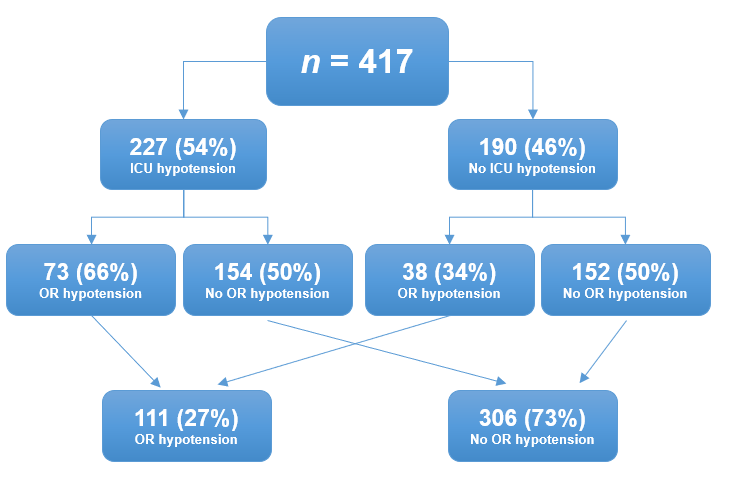 n = 417
227 (54%)
ICU hypotension
190 (46%)
No ICU hypotension
73 (66%)
OR hypotension
154 (50%)
No OR hypotension
38 (34%)
OR hypotension
152 (50%)
No OR hypotension
111 (27%)
OR hypotension
306 (73%)
No OR hypotension